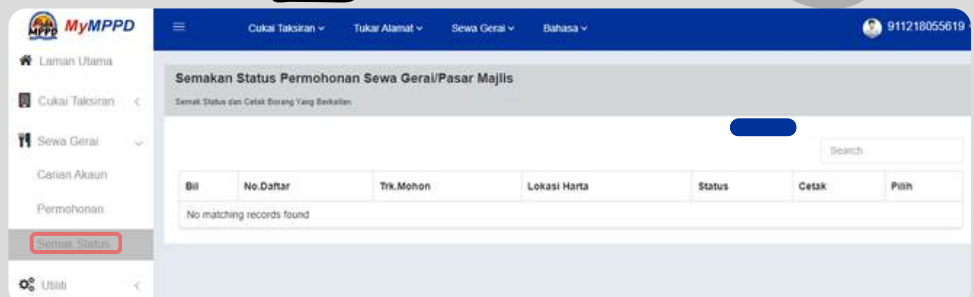 MPPD
MyMPPD
Cukai Taksiran
Tukar Alamat
Sewa Gerai
Bahasa
911218055619
Laman Utama
Cukai Taksiran
Sewa Gerai
Carian Akaun
Permohonan
Semak Status
Utiliti
Semakan Status Permohonan Sewa Gerai/Pasar Majlis
Semak Status dan Cetak Borang Yang Berkaitan.
Search
Bil No.Daftar Trk.Mohon Lokasi Harta Status Cetak Pilih
No matching records found